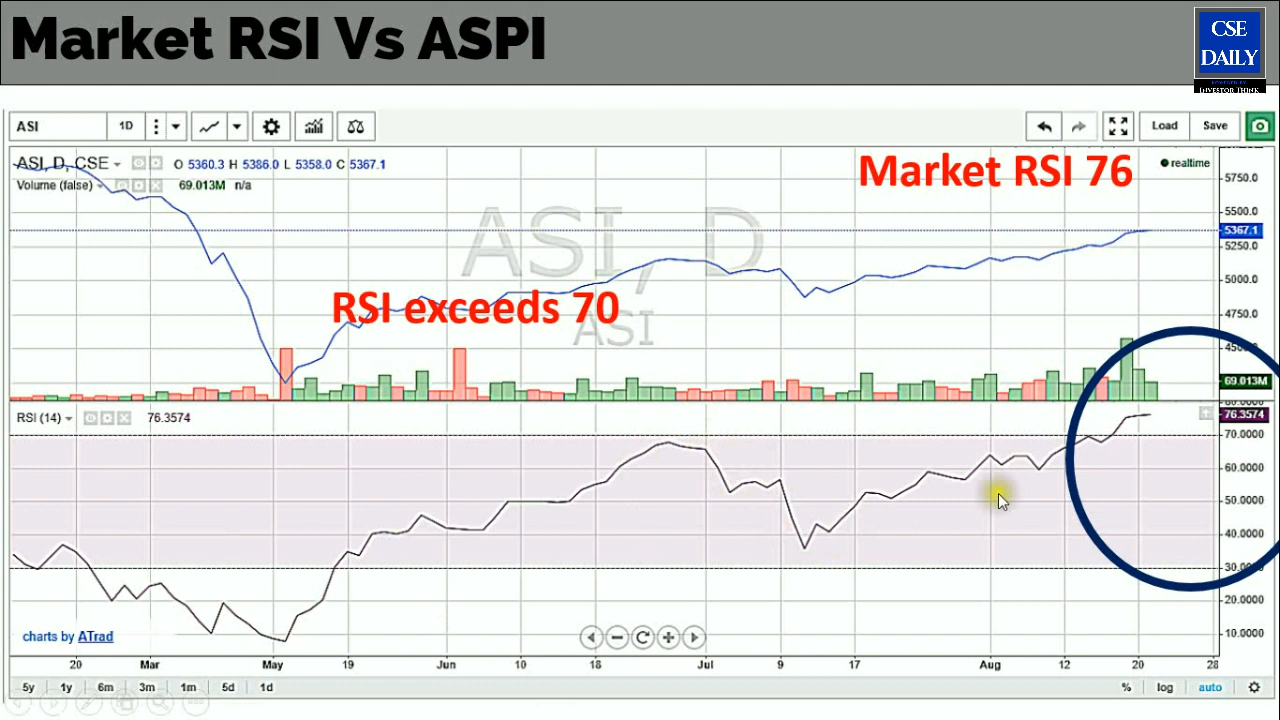 Market RSI Vs ASPI
CSE
DAILY
POWERED BY
INVESTOR THINK
ASI
1D
Load
Save
ASI, D, CSE
O 5360.3 H 5386.0 L 5358.0 C 5367.1
Market RSI 76
realtime
Volume (false)
69.013M n/a
5750.0
5500.0
ASI, D
5367.1
5250.0
5000.0
RSI exceeds 70
ASI
4750.0
69.013M
RSI (14)
76.3574
76.3574
70.0000
60.0000
50.0000
40.0000
30.0000
20.0000
charts by ATrad
10.0000
20 Mar May 19 Jun 10 18 Jul 9 17 Aug 12 20 28
5y 1y 6m 3m 1m 5d 1d
% log auto